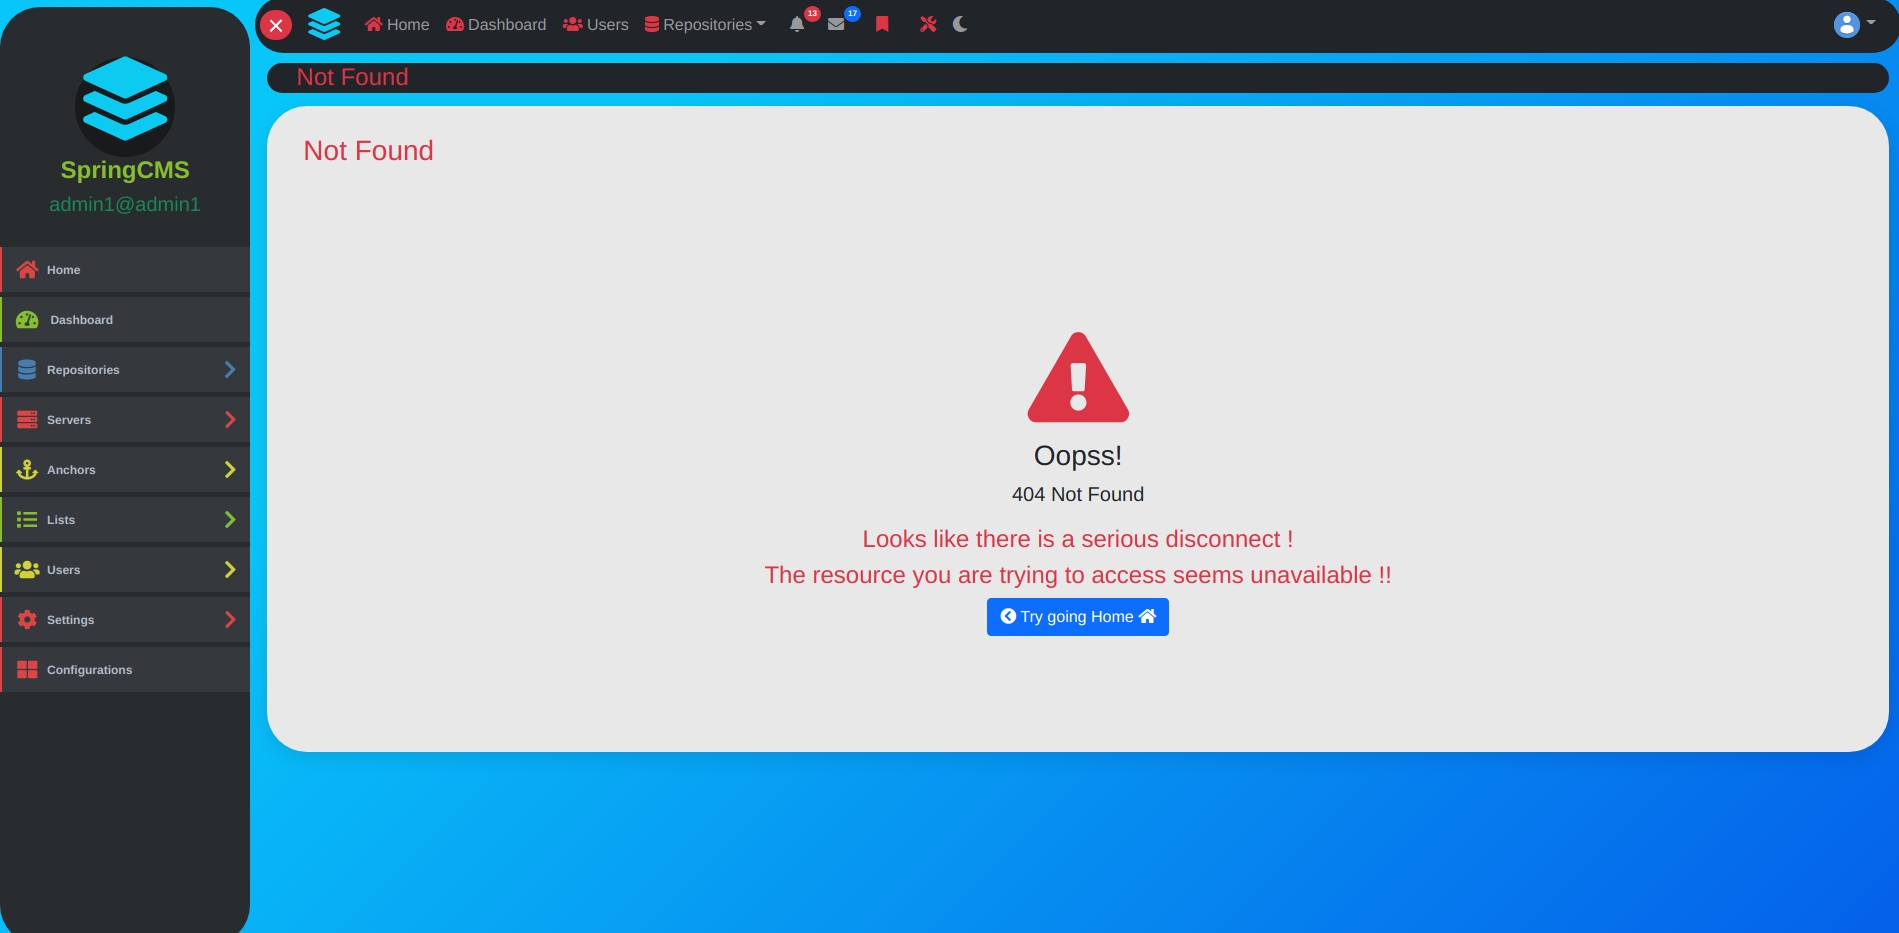 SpringCMS
admin1@admin1
Home
Dashboard
Repositories
Servers
Anchors
Lists
Users
Settings
Configurations
Home Dashboard Users Repositories 13 17
Not Found
Not Found
Oopss!
404 Not Found
Looks like there is a serious disconnect !
The resource you are trying to access seems unavailable !!
Try going Home